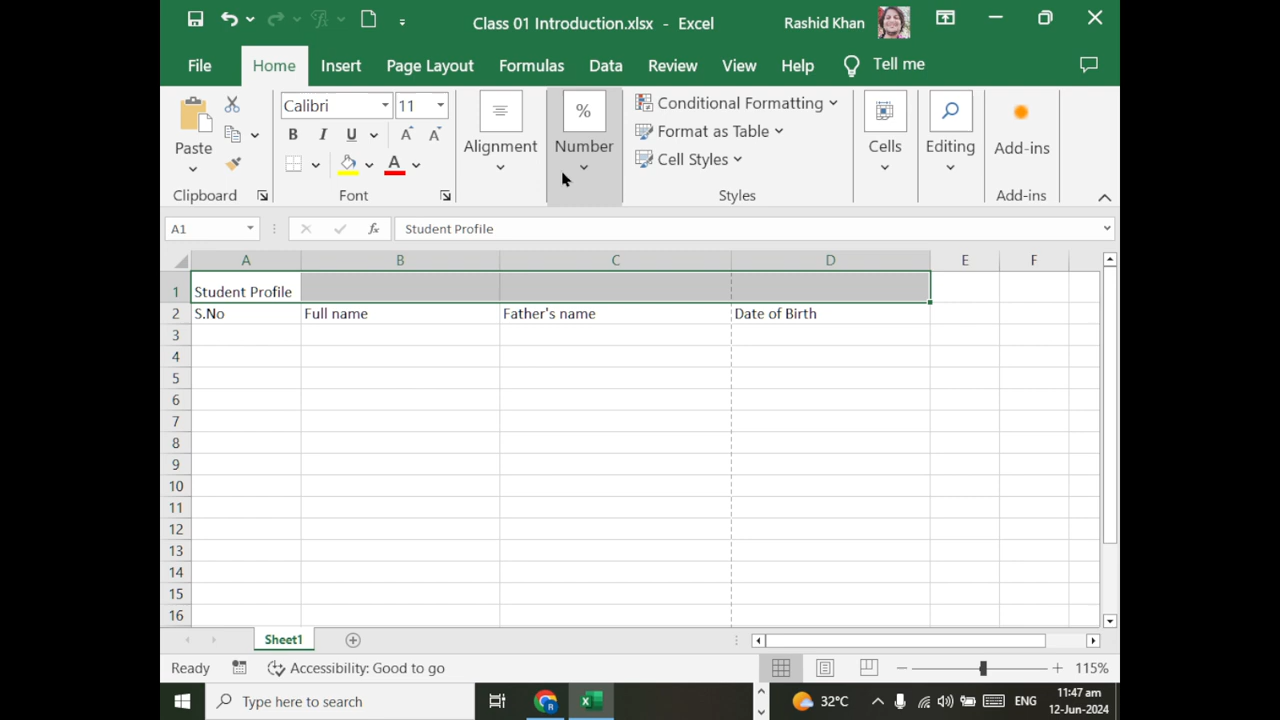 Class 01 Introduction.xlsx - Excel
Rashid Khan
File Home Insert Page Layout Formulas Data Review View Help Tell me
Calibri 11
Conditional Formatting
Format as Table
Cell Styles
B I U A A
A
Paste
Alignment
%
Number
Cells
Editing
Add-ins
Clipboard Font Styles Add-ins
A1 fx Student Profile
A B C D E F
1 Student Profile
2 S.No Full name Father's name Date of Birth
3
4
5
6
7
8
9
10
11
12
13
14
15
16
Sheet1
Ready Accessibility: Good to go 115%
Type here to search
R
32°C ENG
11:47 am
12-Jun-2024